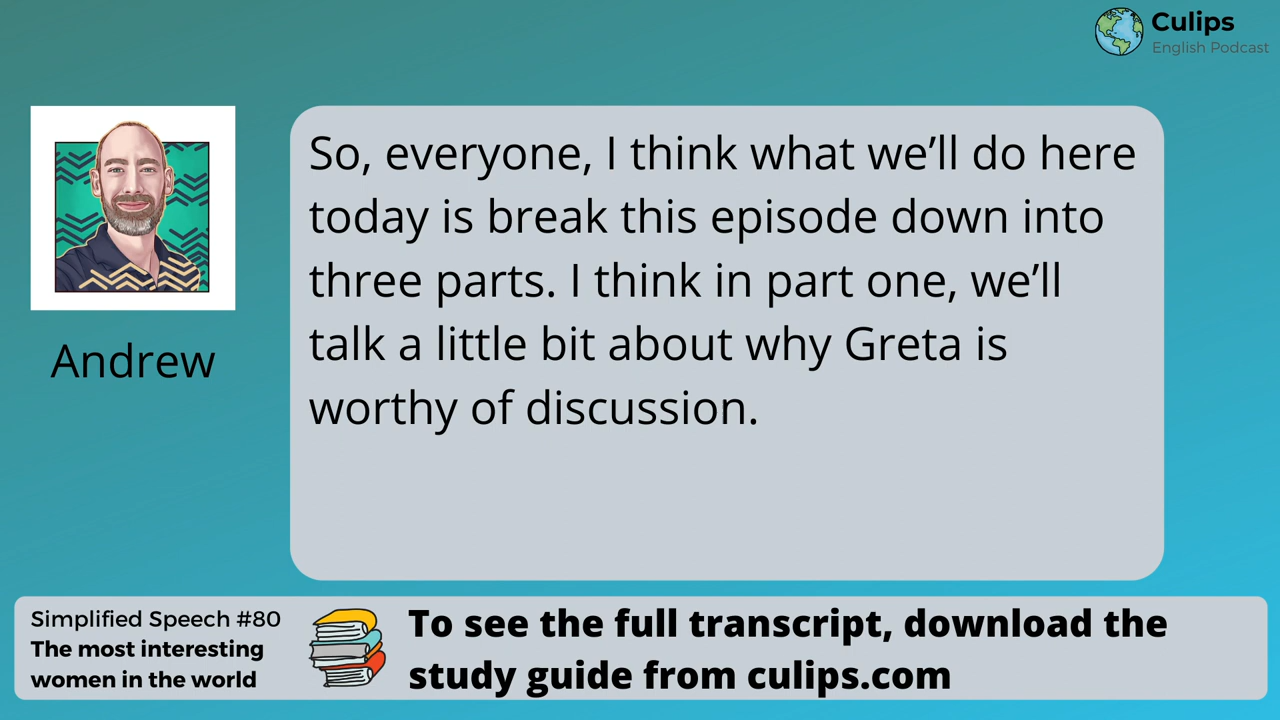 Culips
English Podcast
So, everyone, I think what we’ll do here
today is break this episode down into
three parts. I think in part one, we’ll
talk a little bit about why Greta is
worthy of discussion.
Andrew
Simplified Speech #80
The most interesting
women in the world
To see the full transcript, download the
study guide from culips.com